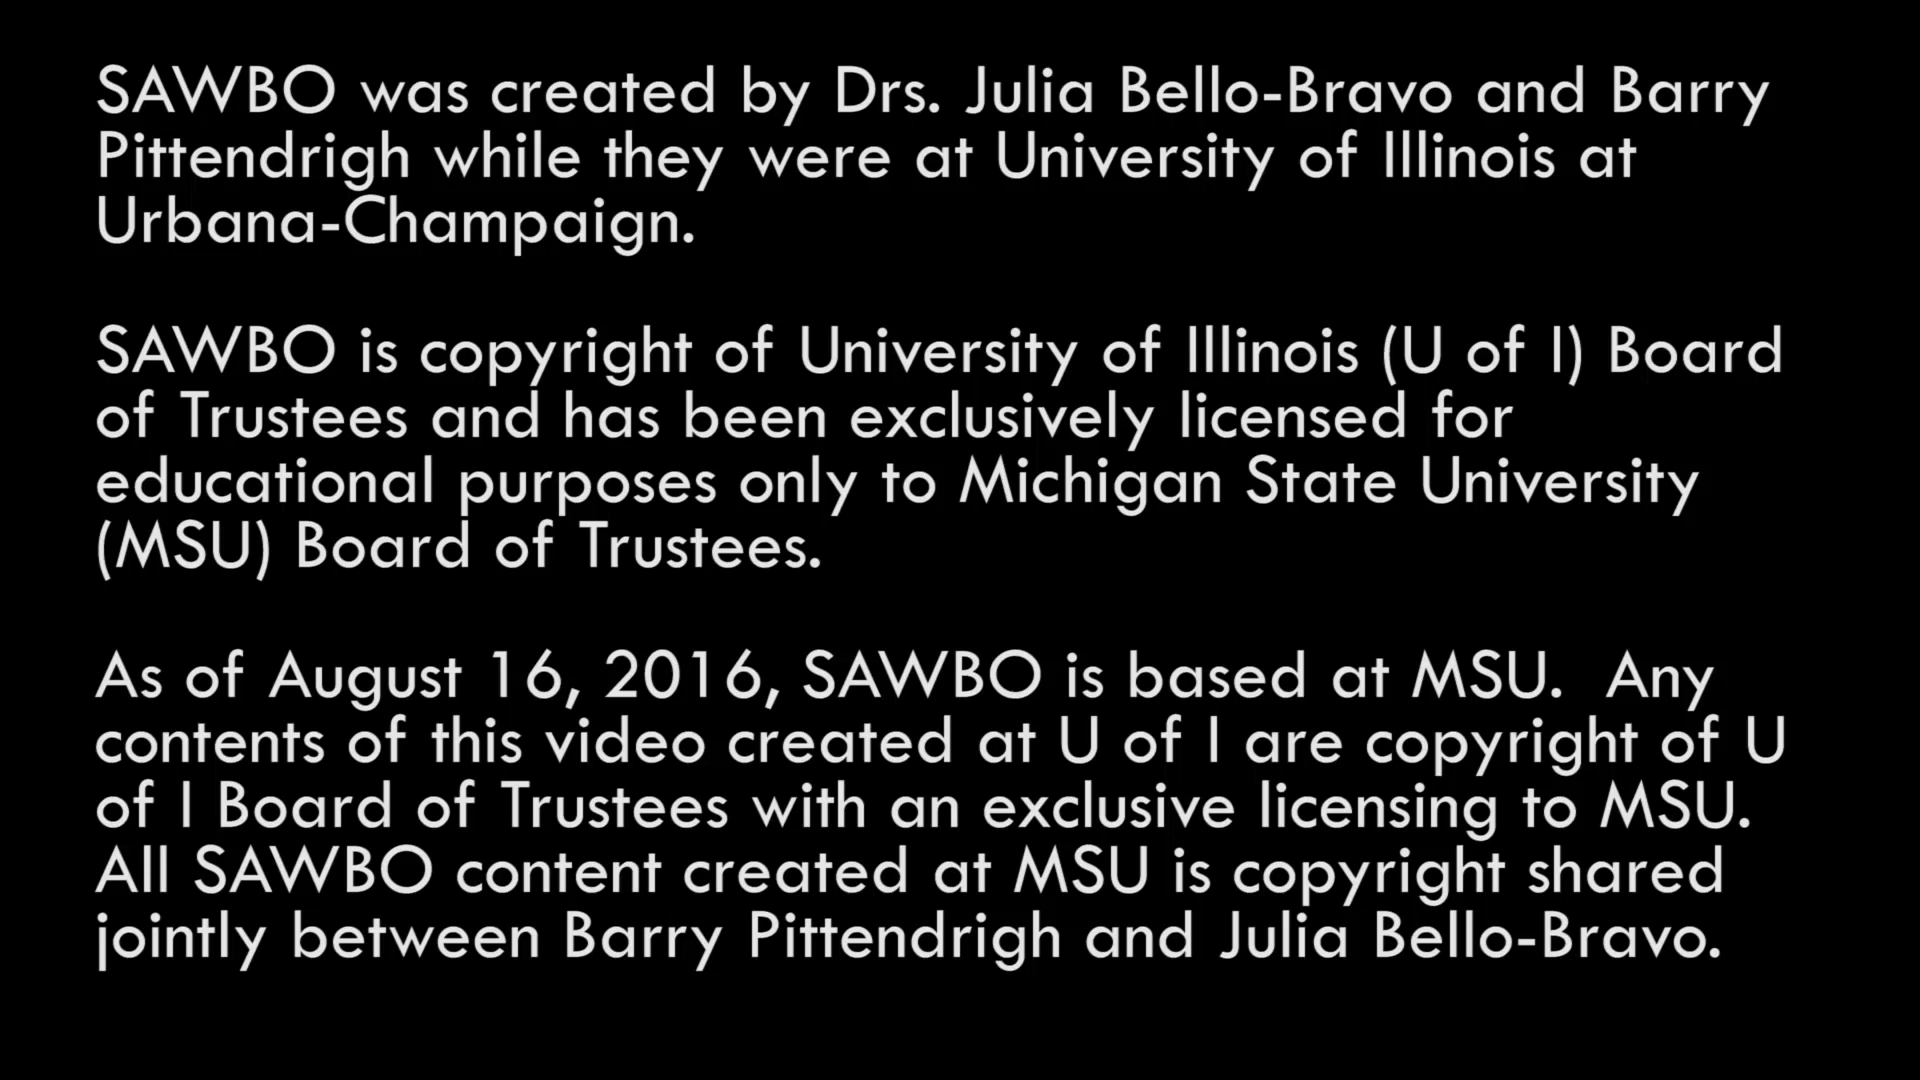 SAWBO was created by Drs. Julia Bello-Bravo and Barry
Pittendrigh while they were at University of Illinois at
Urbana-Champaign.
SAWBO is copyright of University of Illinois (U of I) Board
of Trustees and has been exclusively licensed for
educational purposes only to Michigan State University
(MSU) Board of Trustees.
As of August 16, 2016, SAWBO is based at MSU.  Any
contents of this video created at U of I are copyright of U
of I Board of Trustees with an exclusive licensing to MSU.
All SAWBO content created at MSU is copyright shared
jointly between Barry Pittendrigh and Julia Bello-Bravo.